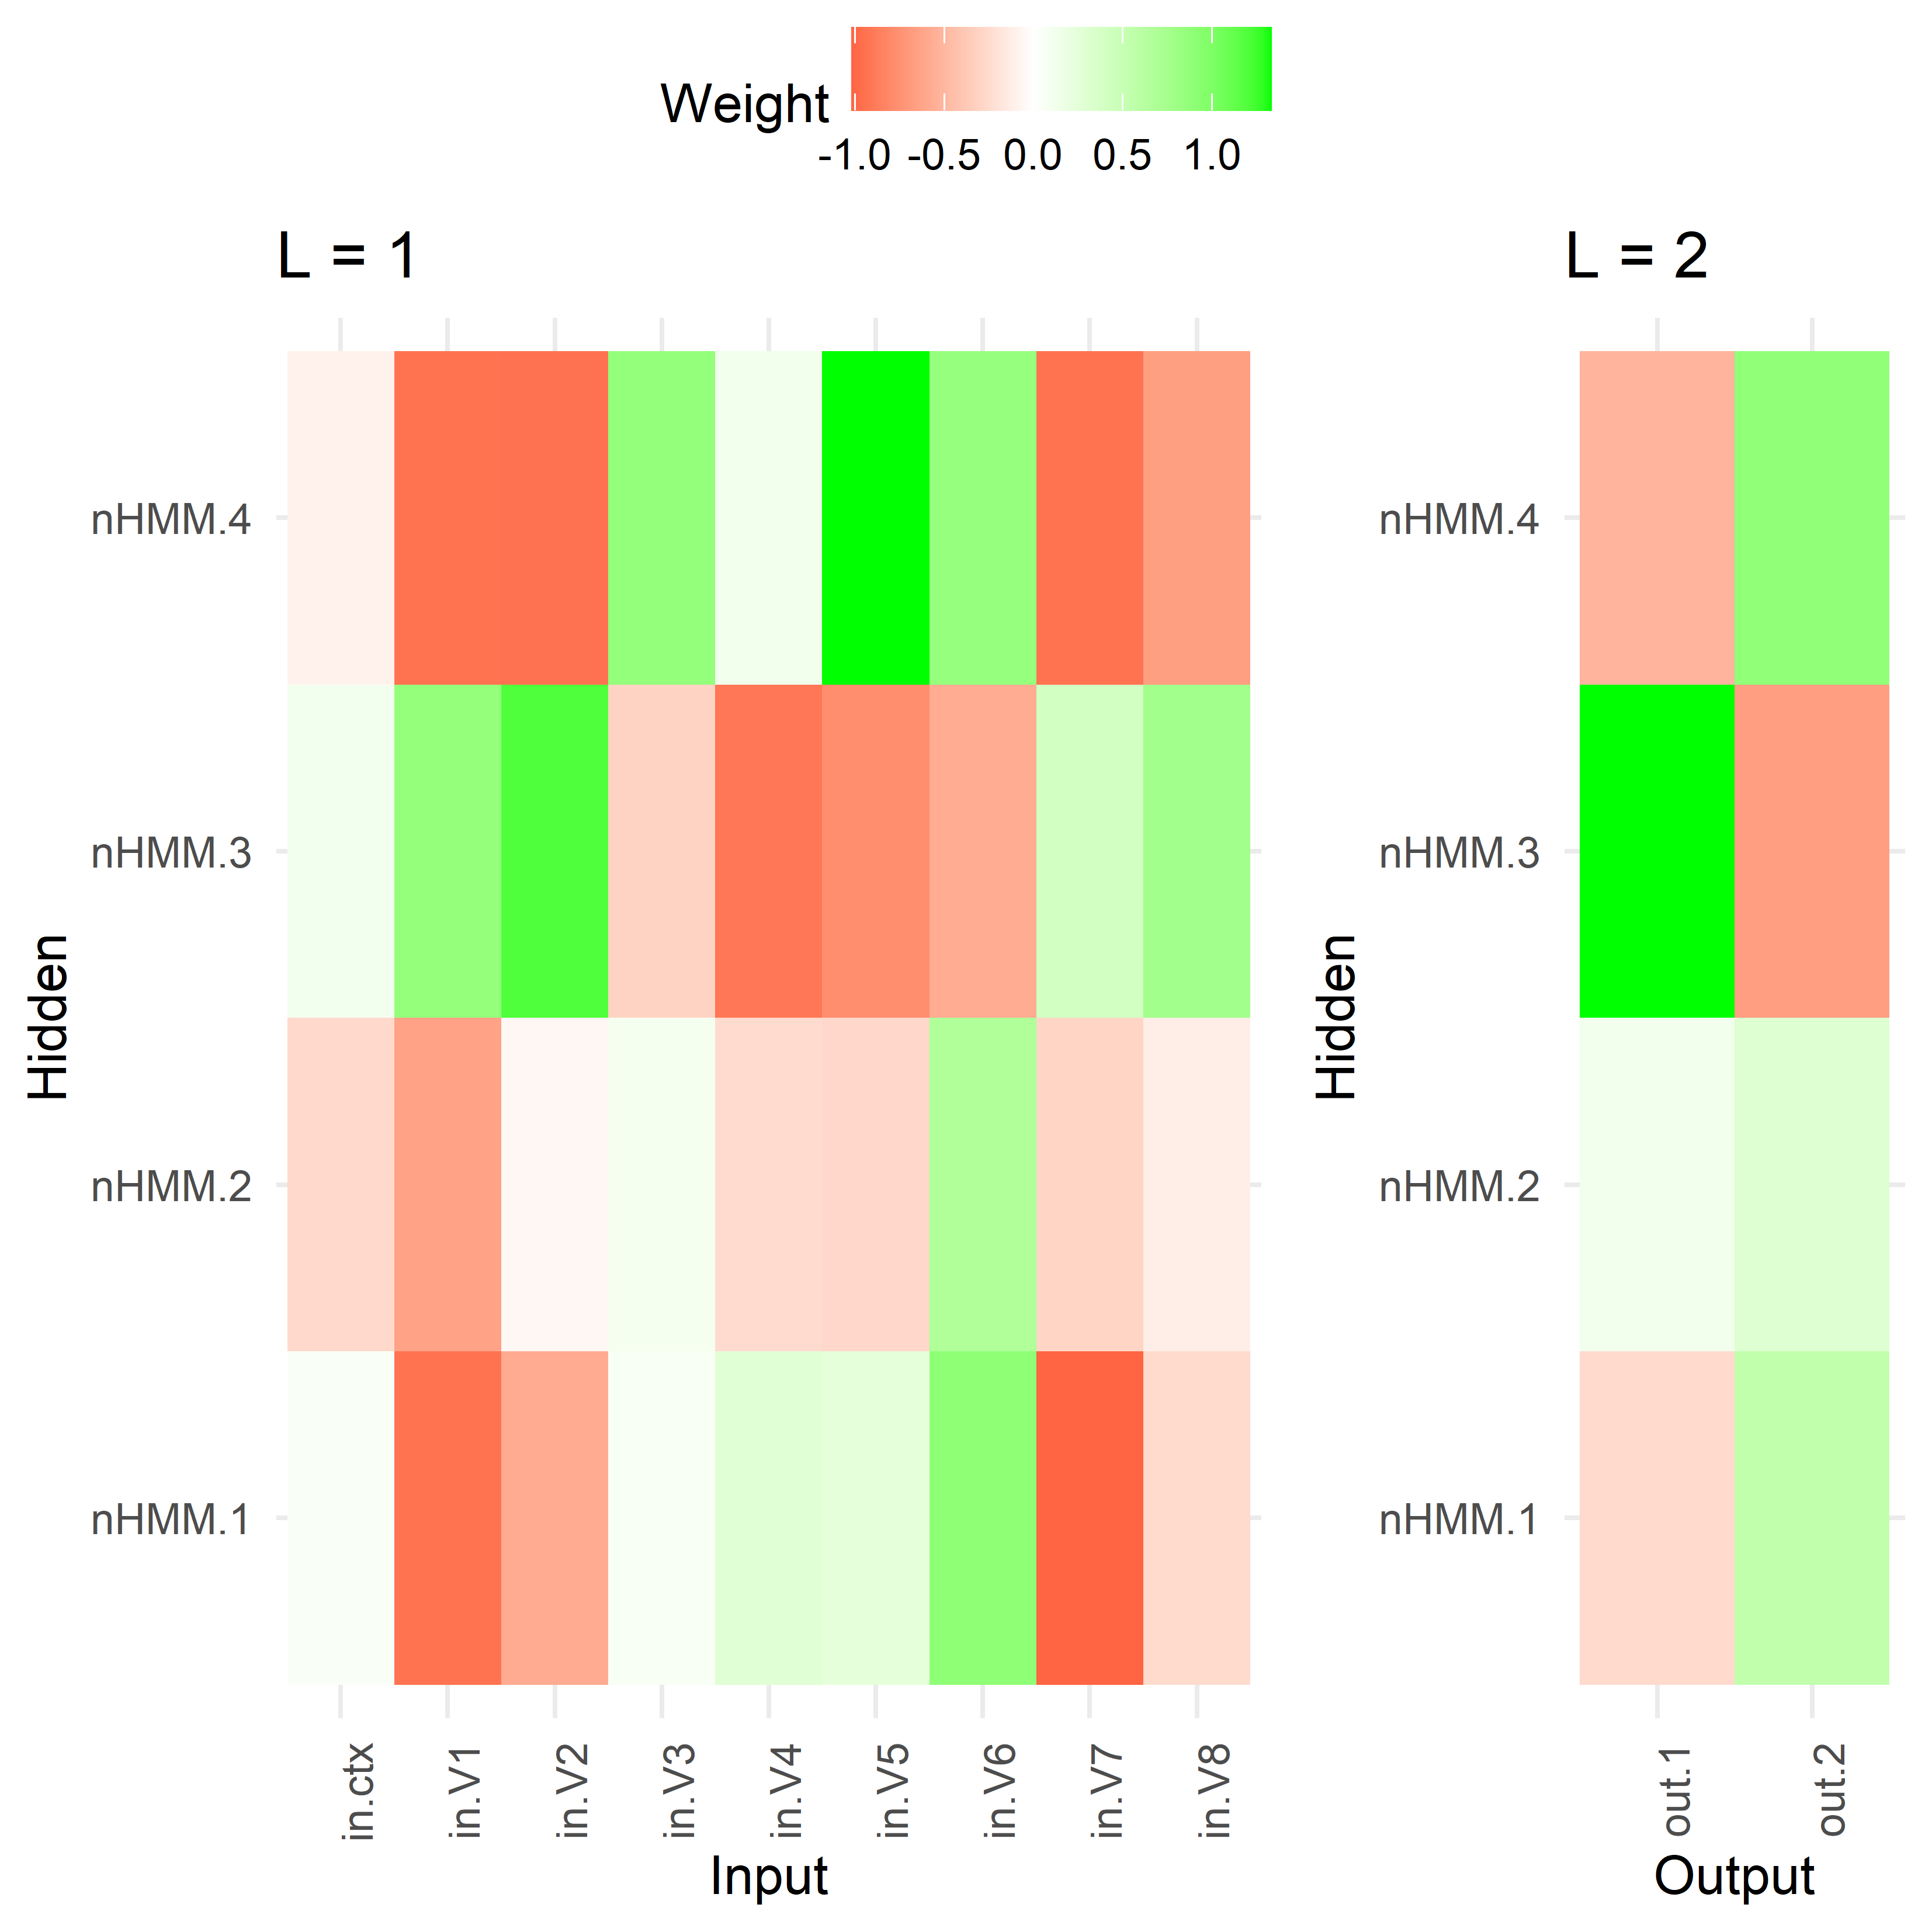 Weight
-1.0 -0.5 0.0 0.5 1.0
L = 1
nHMM.4
nHMM.3
nHMM.2
nHMM.1
Hidden
in.ctx
in.V1
in.V2
in.V3
in.V4
in.V5
in.V6
in.V7
in.V8
Input
L = 2
nHMM.4
nHMM.3
nHMM.2
nHMM.1
Hidden
out.1
out.2
Output